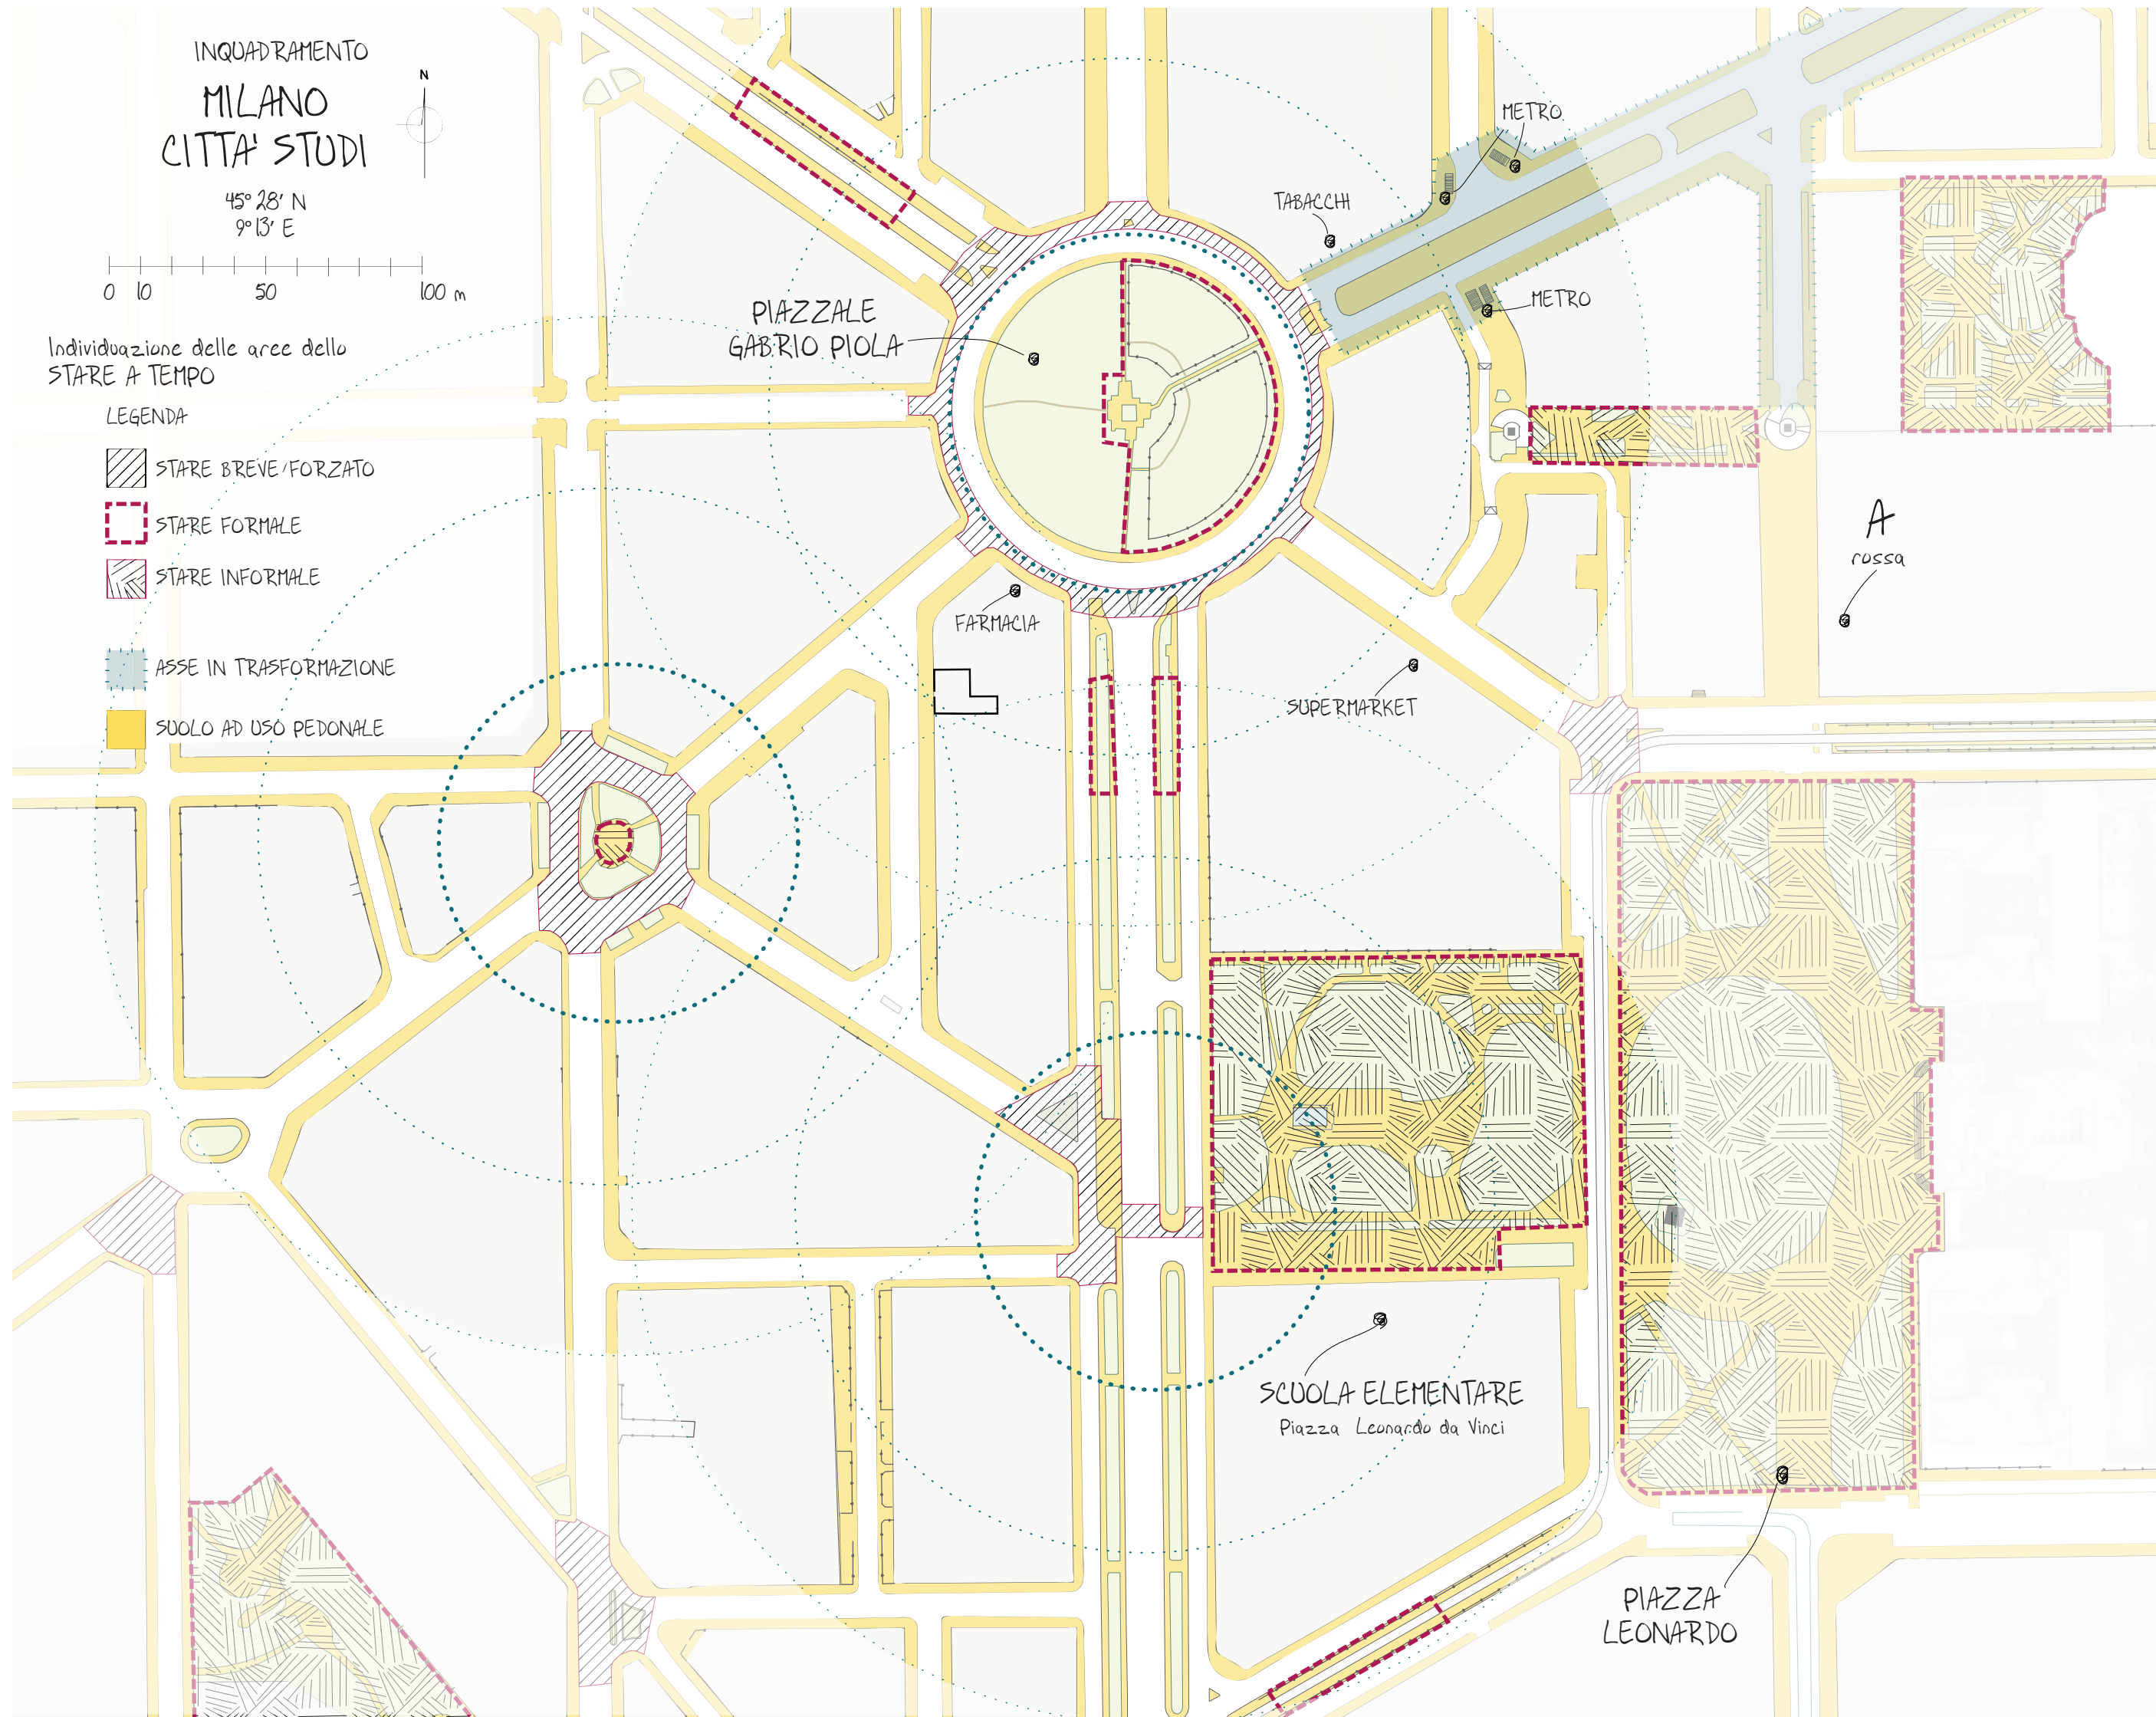 INQUADRAMENTO
MILANO
CITTA' STUDI
45° 28' N
9° 13' E
N
0 10 50 100 m
Individuazione delle aree dello
STARE A TEMPO
LEGENDA
STARE BREVE/FORZATO
STARE FORMALE
STARE INFORMALE
ASSE IN TRASFORMAZIONE
SUOLO AD USO PEDONALE
METRO
TABACCHI
METRO
PIAZZALE
GABRIO PIOLA
A
rossa
FARMACIA
SUPERMARKET
SCUOLA ELEMENTARE
Piazza Leonardo da Vinci
PIAZZA
LEONARDO